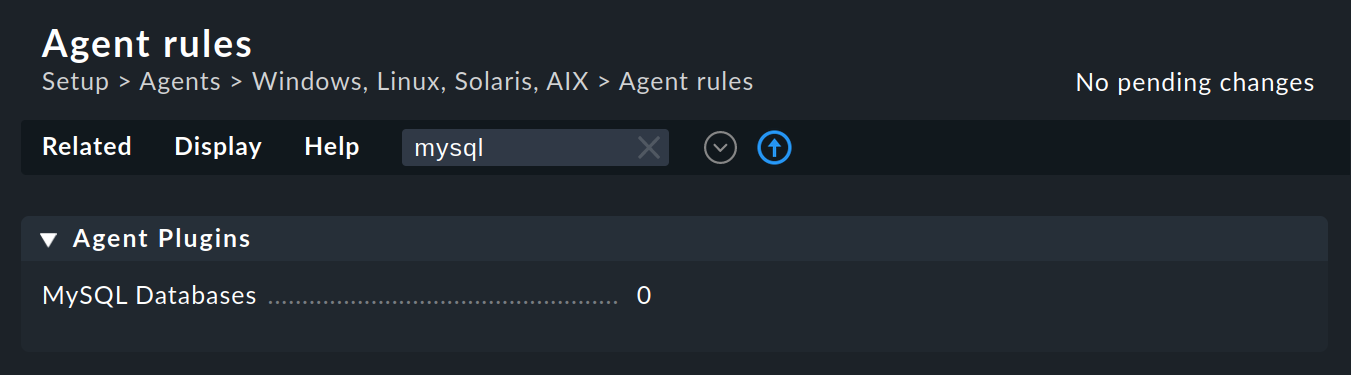 Agent rules
Setup > Agents > Windows, Linux, Solaris, AIX > Agent rules
No pending changes
Related Display Help mysql
Agent Plugins
MySQL Databases ................................................... 0